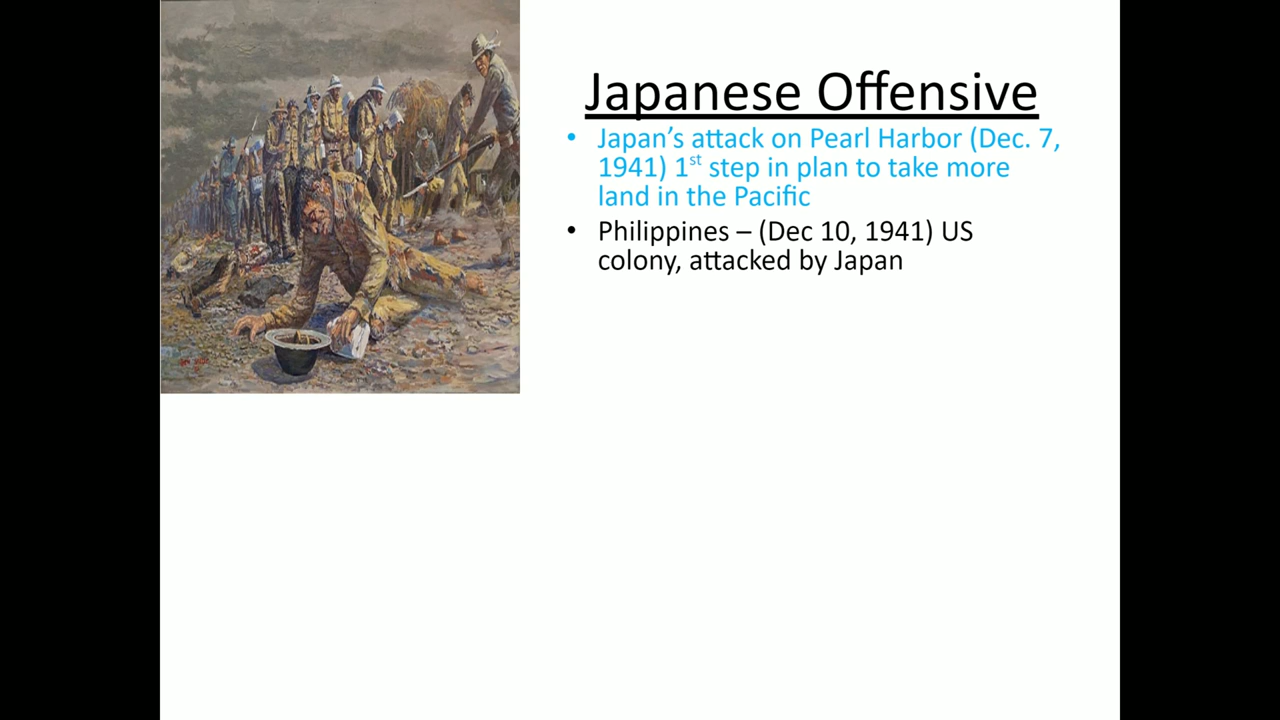 Japanese Offensive
• Japan’s attack on Pearl Harbor (Dec. 7,
1941) 1st step in plan to take more
land in the Pacific
• Philippines – (Dec 10, 1941) US
colony, attacked by Japan